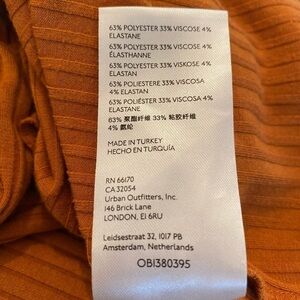 63% POLYESTER 33% VISCOSE 4%
ELASTANE
63% POLYESTER 33% VISCOSE 4%
ÉLASTHANNE
63% POLYESTER 33% VISKOSE 4%
ELASTAN
63% POLIESTERE 33% VISCOSA
4% ELASTAN
63% POLIÉSTER 33% VISCOSA 4%
ELASTANE
63% 聚酯纤维 33% 粘胶纤维
4% 氨纶
MADE IN TURKEY
HECHO EN TURQUÍA
RN 66170
CA 32054
Urban Outfitters, Inc.
146 Brick Lane
LONDON, E1 6RU
Leidsestraat 32, 1017 PB
Amsterdam, Netherlands
OB1380395